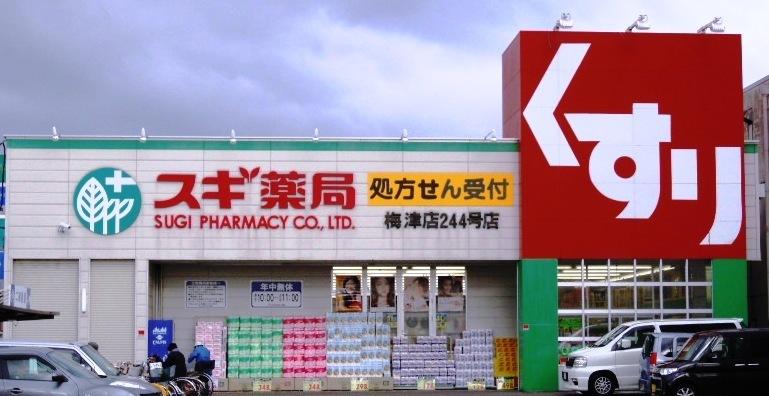 くすり
スギ薬局
処方せん受付
SUGI PHARMACY CO., LTD.
梅津店244号店
年中無休
Asahi